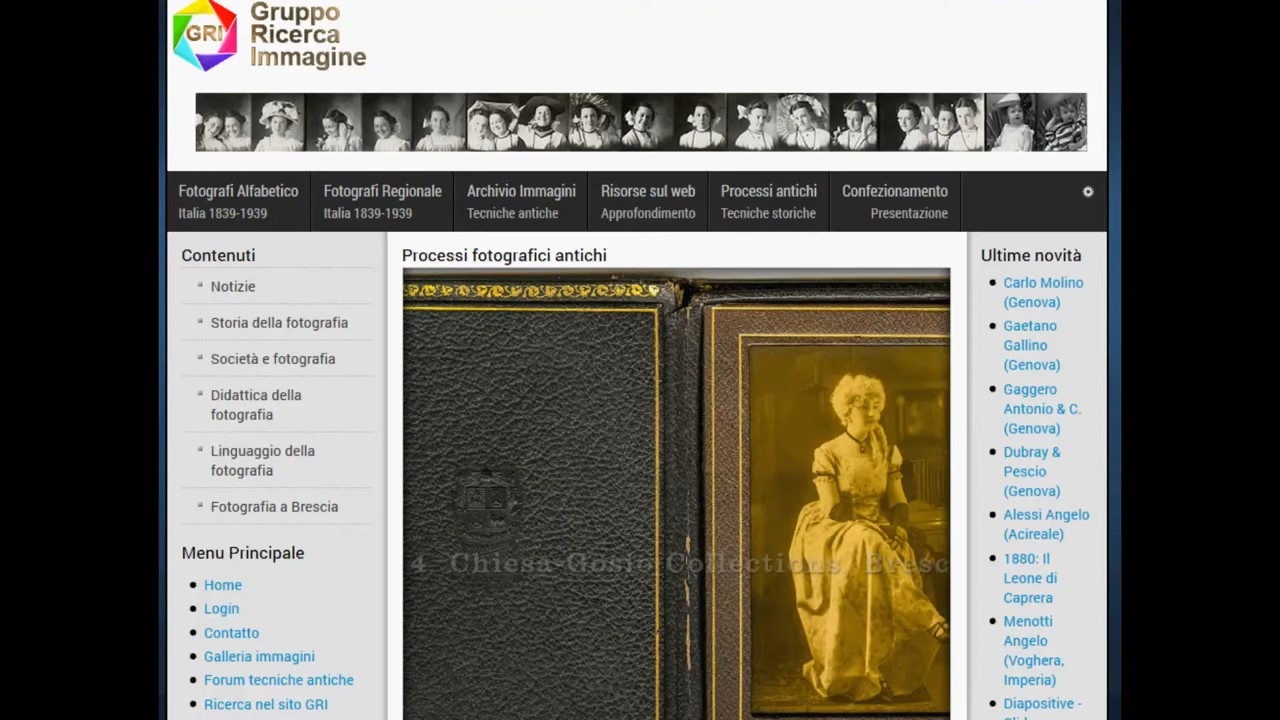 GRI
Gruppo
Ricerca
Immagine
Fotografi Alfabetico
Italia 1839-1939
Fotografi Regionale
Italia 1839-1939
Archivio Immagini
Tecniche antiche
Risorse sul web
Approfondimento
Processi antichi
Tecniche storiche
Confezionamento
Presentazione
Contenuti
Notizie
Storia della fotografia
Società e fotografia
Didattica della
fotografia
Linguaggio della
fotografia
Fotografia a Brescia
Menu Principale
Home
Login
Contatto
Galleria immagini
Forum tecniche antiche
Ricerca nel sito GRI
Processi fotografici antichi
4 Chiesa-Gosio Collections, Bresc
Ultime novità
Carlo Molino
(Genova)
Gaetano
Gallino
(Genova)
Gaggero
Antonio & C.
(Genova)
Dubray &
Pescio
(Genova)
Alessi Angelo
(Acireale)
1880: Il
Leone di
Caprera
Menotti
Angelo
(Voghera,
Imperia)
Diapositive -